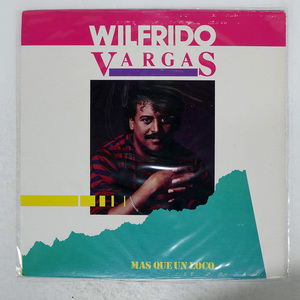 WILFRIDO
VARGAS
MAS QUE UN LOCO